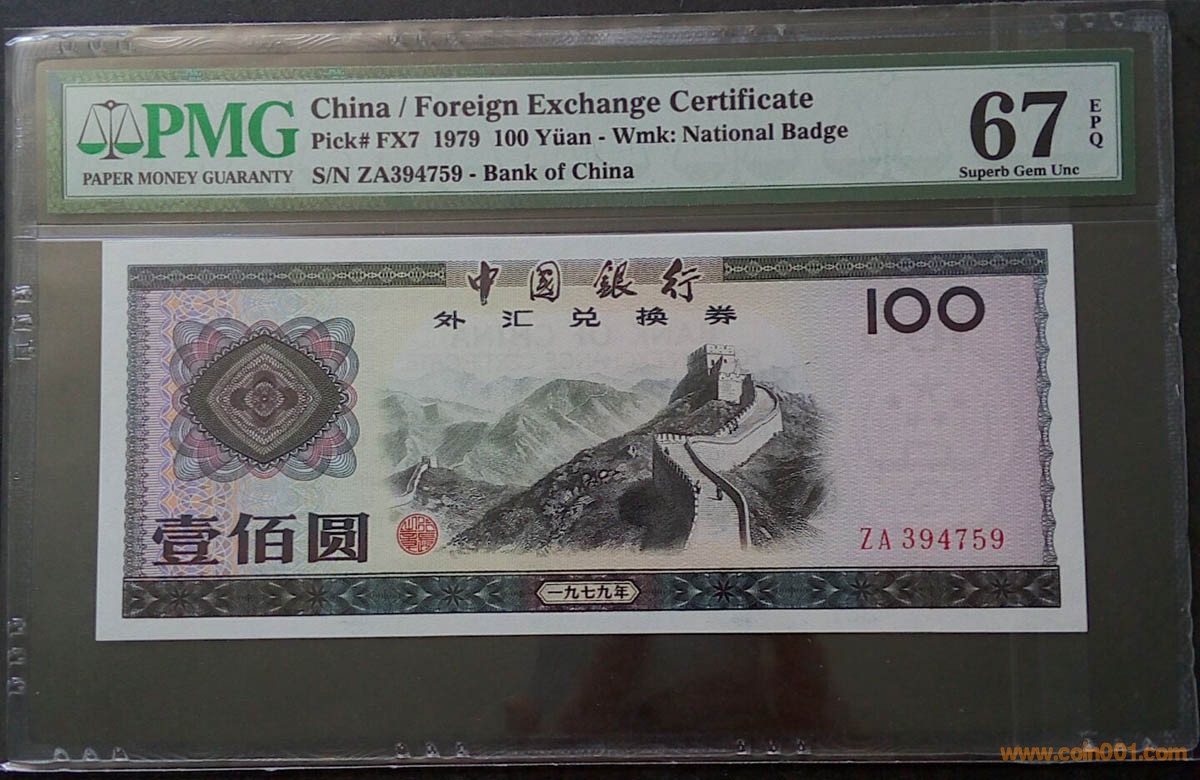 PMG
PAPER MONEY GUARANTY
China / Foreign Exchange Certificate
Pick# FX7 1979 100 Yüan - Wmk: National Badge
S/N ZA394759 - Bank of China
67
EPQ
Superb Gem Unc
中国銀行
外汇兑换券
100
壹佰圆
ZA 394759
一九七九年
www.coin001.com